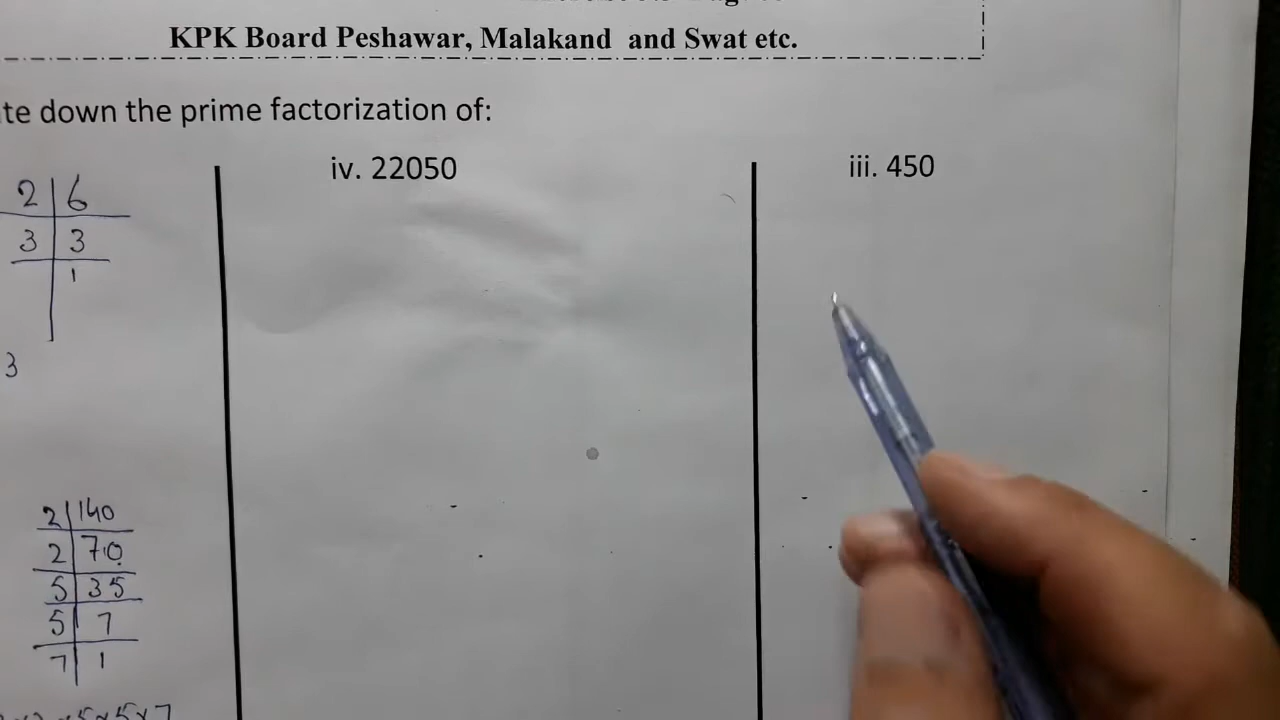 KPK Board Peshawar, Malakand and Swat etc.
te down the prime factorization of:
2 | 6
3 | 3
1
3
2 | 140
2 | 70
5 | 35
5 | 7
7 | 1
x5x5x7
iv. 22050
iii. 450